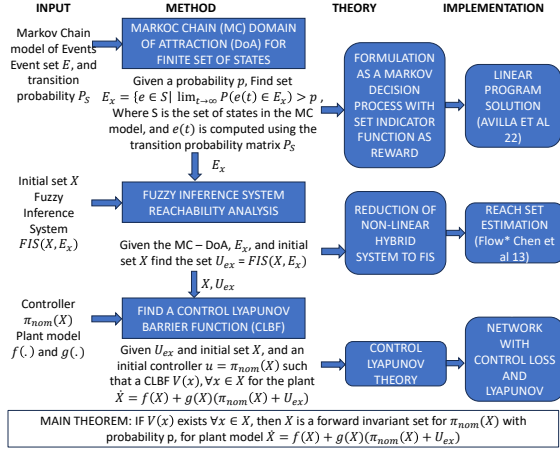 INPUT
METHOD
THEORY
IMPLEMENTATION
Markov Chain
model of Events
Event set E, and
transition
probability P_S
MARKOC CHAIN (MC) DOMAIN
OF ATTRACTION (DoA) FOR
FINITE SET OF STATES
Given a probability p, Find set
E_x = {e ∈ S| lim_{t→∞} P(e(t) ∈ E_x) > p ,
Where S is the set of states in the MC
model, and e(t) is computed using the
transition probability matrix P_S
FORMULATION
AS A MARKOV
DECISION
PROCESS WITH
SET INDICATOR
FUNCTION AS
REWARD
LINEAR
PROGRAM
SOLUTION
(AVILLA ET AL
22)
E_x
Initial set X
Fuzzy
Inference
System
FIS(X, E_x)
FUZZY INFERENCE SYSTEM
REACHABILITY ANALYSIS
Given the MC – DoA, E_x, and initial
set X find the set U_ex = FIS(X, E_x)
REDUCTION OF
NON-LINEAR
HYBRID
SYSTEM TO FIS
REACH SET
ESTIMATION
(Flow* Chen et
al 13)
X, U_ex
Controller
π_nom(X)
Plant model
f(.) and g(.)
FIND A CONTROL LYAPUNOV
BARRIER FUNCTION (CLBF)
Given U_ex and initial set X, and an
initial controller u = π_nom(X) such
that a CLBF V(x), ∀x ∈ X for the plant
Ẋ = f(X) + g(X)(π_nom(X) + U_ex)
CONTROL
LYAPUNOV
THEORY
NETWORK
WITH
CONTROL LOSS
AND
LYAPUNOV
MAIN THEOREM: IF V(x) exists ∀x ∈ X, then X is a forward invariant set for π_nom(X) with
probability p, for plant model Ẋ = f(X) + g(X)(π_nom(X) + U_ex)